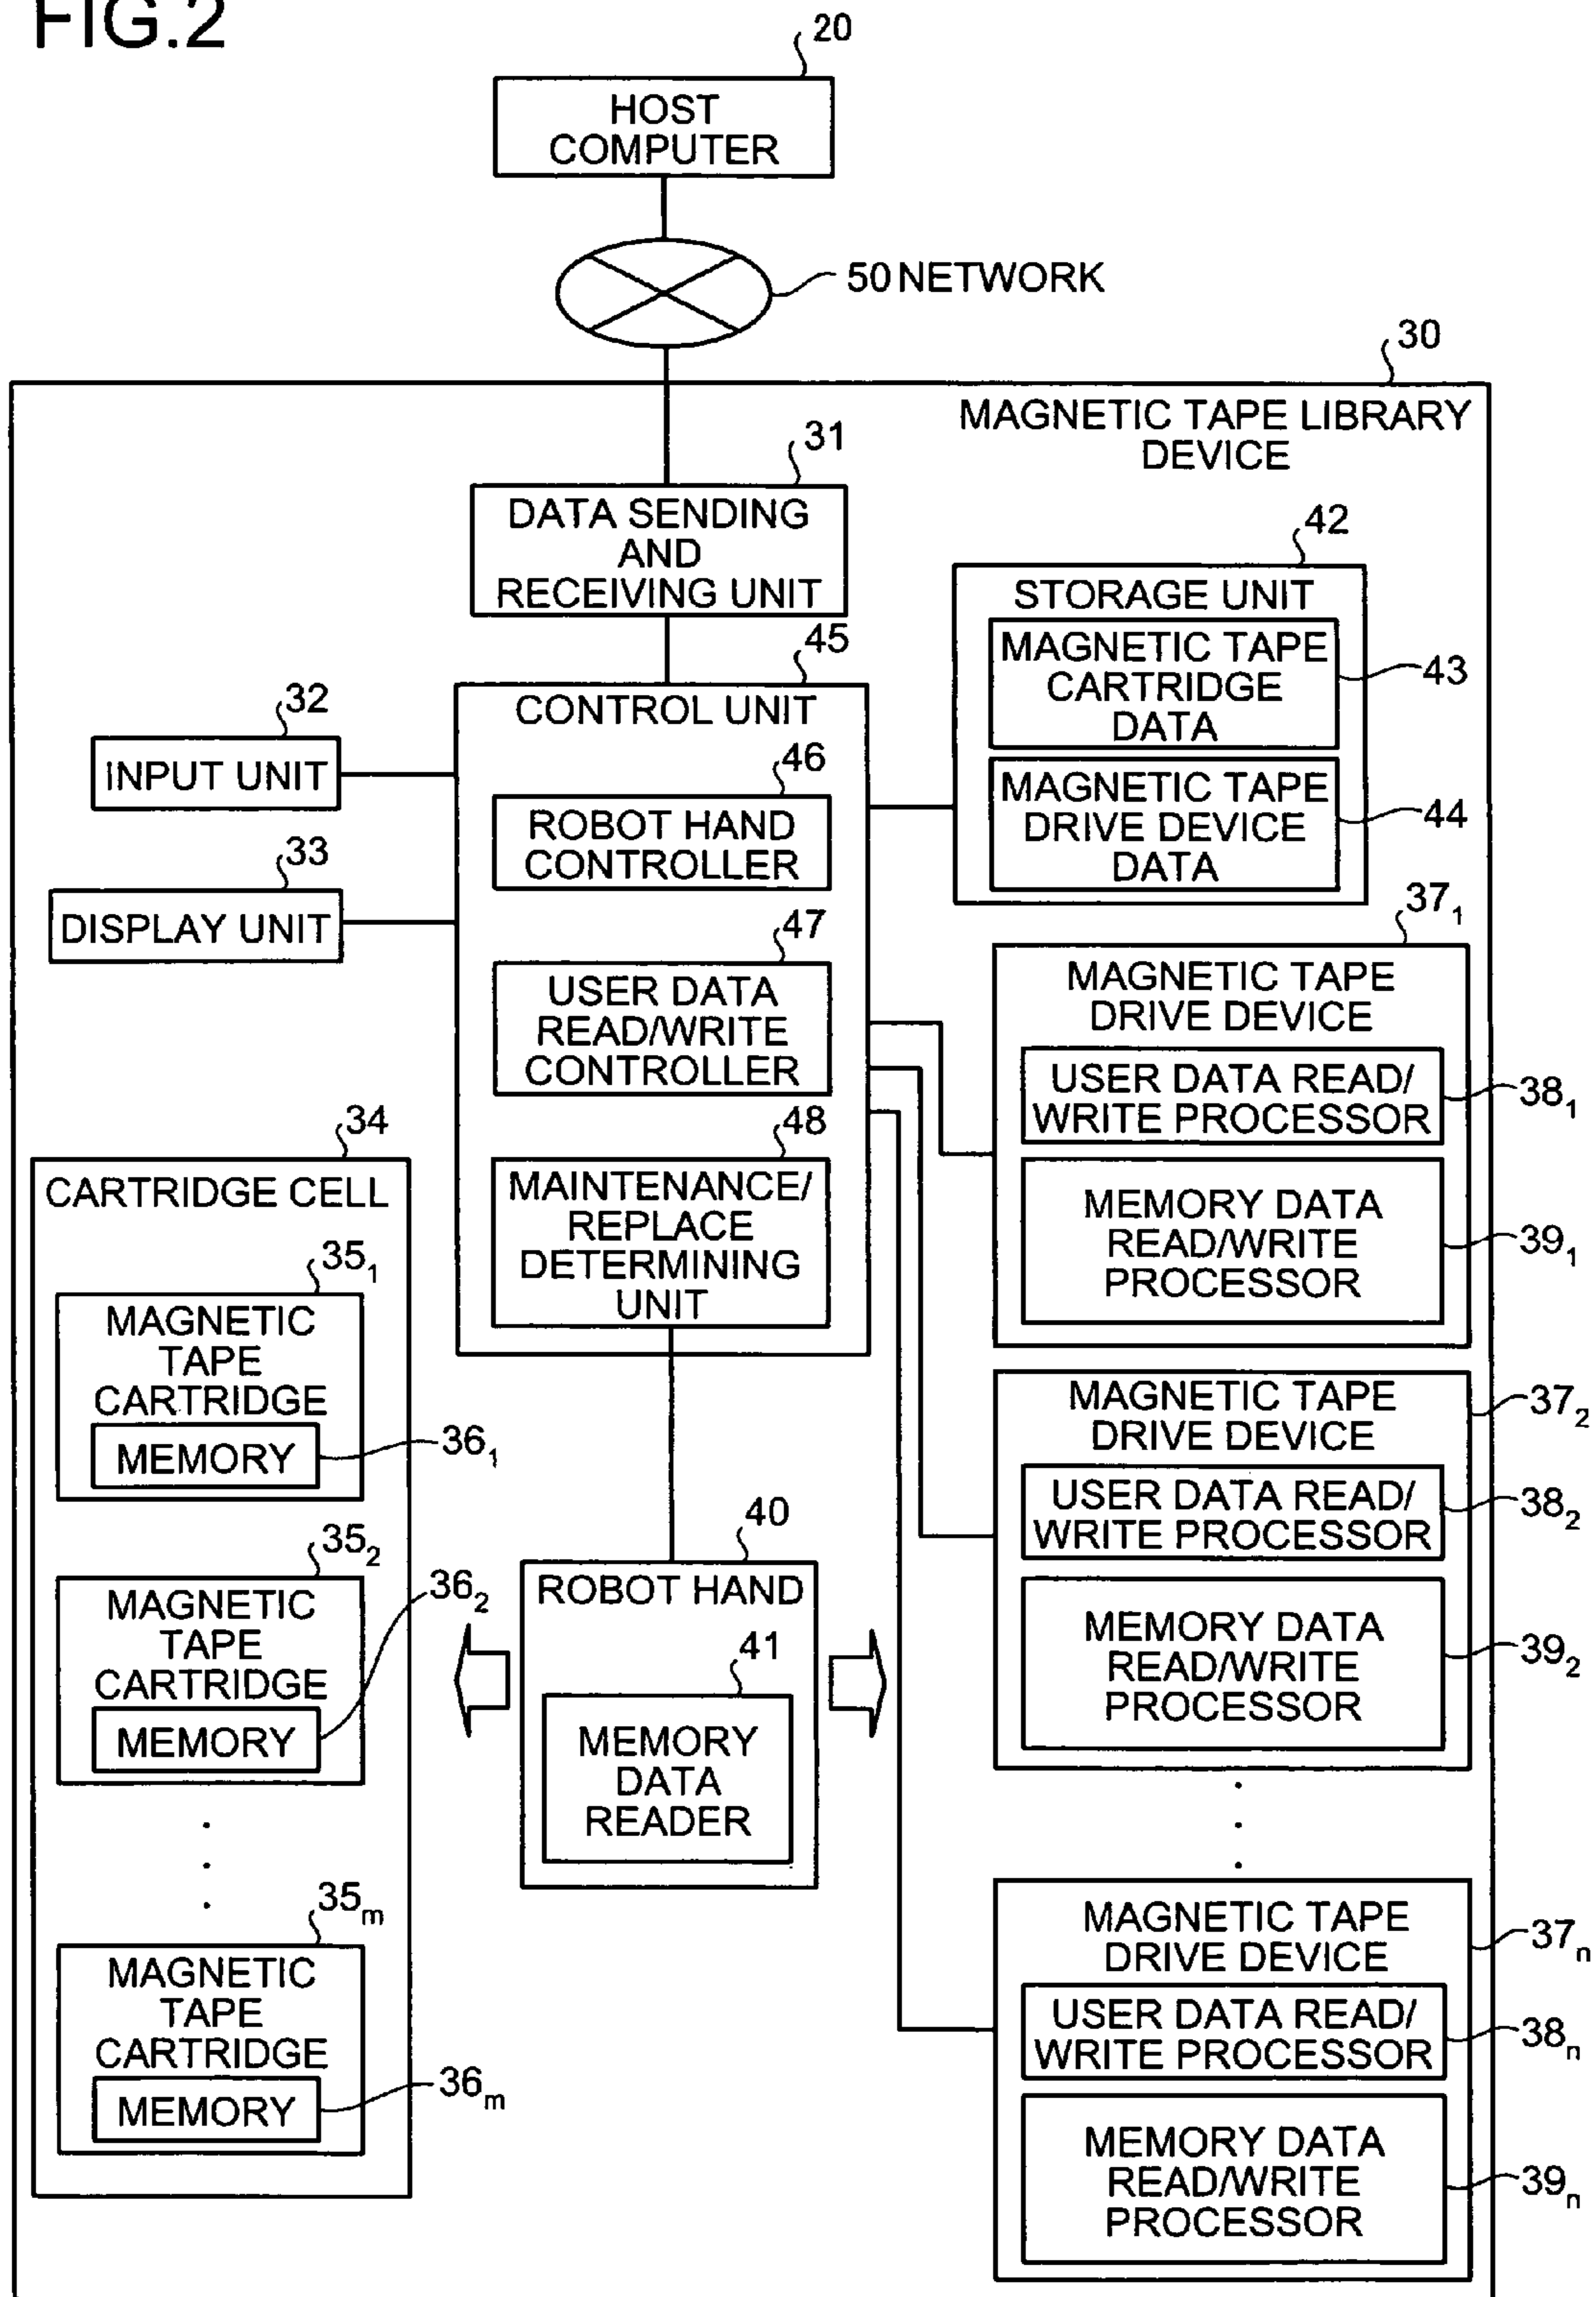 FIG.2
20
HOST
COMPUTER
50 NETWORK
30
MAGNETIC TAPE LIBRARY
DEVICE
31
DATA SENDING
AND
RECEIVING UNIT
42
STORAGE UNIT
MAGNETIC TAPE
CARTRIDGE
DATA
43
MAGNETIC TAPE
DRIVE DEVICE
DATA
44
45
CONTROL UNIT
32
INPUT UNIT
33
DISPLAY UNIT
46
ROBOT HAND
CONTROLLER
47
USER DATA
READ/WRITE
CONTROLLER
48
MAINTENANCE/
REPLACE
DETERMINING
UNIT
37₁
MAGNETIC TAPE
DRIVE DEVICE
USER DATA READ/
WRITE PROCESSOR
38₁
MEMORY DATA
READ/WRITE
PROCESSOR
39₁
34
CARTRIDGE CELL
35₁
MAGNETIC
TAPE
CARTRIDGE
MEMORY
36₁
35₂
MAGNETIC
TAPE
CARTRIDGE
MEMORY
36₂
35ₘ
MAGNETIC
TAPE
CARTRIDGE
MEMORY
36ₘ
40
ROBOT HAND
41
MEMORY
DATA
READER
MAGNETIC TAPE
DRIVE DEVICE
37₂
USER DATA READ/
WRITE PROCESSOR
38₂
MEMORY DATA
READ/WRITE
PROCESSOR
39₂
MAGNETIC TAPE
DRIVE DEVICE
37ₙ
USER DATA READ/
WRITE PROCESSOR
38ₙ
MEMORY DATA
READ/WRITE
PROCESSOR
39ₙ